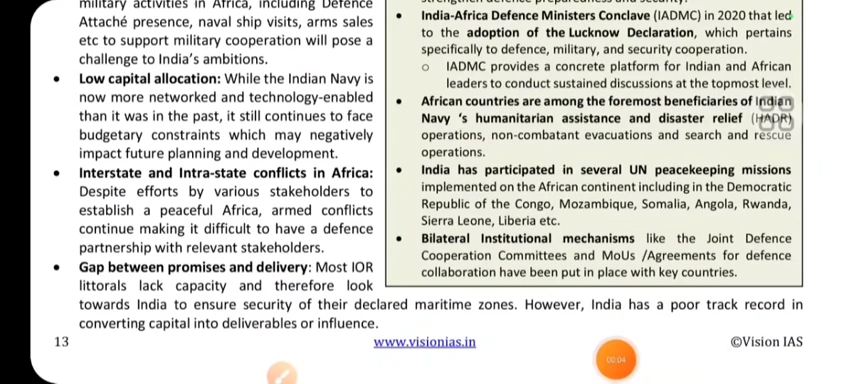 military activities in Africa, including Defence
Attaché presence, naval ship visits, arms sales
etc to support military cooperation will pose a
challenge to India's ambitions.
• Low capital allocation: While the Indian Navy is
now more networked and technology-enabled
than it was in the past, it still continues to face
budgetary constraints which may negatively
impact future planning and development.
• Interstate and Intra-state conflicts in Africa:
Despite efforts by various stakeholders to
establish a peaceful Africa, armed conflicts
continue making it difficult to have a defence
partnership with relevant stakeholders.
• Gap between promises and delivery: Most IOR
littorals lack capacity and therefore look
towards India to ensure security of their declared maritime zones. However, India has a poor track record in
converting capital into deliverables or influence.
• India-Africa Defence Ministers Conclave (IADMC) in 2020 that led
to the adoption of the Lucknow Declaration, which pertains
specifically to defence, military, and security cooperation.
o IADMC provides a concrete platform for Indian and African
leaders to conduct sustained discussions at the topmost level.
• African countries are among the foremost beneficiaries of Indian
Navy 's humanitarian assistance and disaster relief (HADR)
operations, non-combatant evacuations and search and rescue
operations.
• India has participated in several UN peacekeeping missions
implemented on the African continent including in the Democratic
Republic of the Congo, Mozambique, Somalia, Angola, Rwanda,
Sierra Leone, Liberia etc.
• Bilateral Institutional mechanisms like the Joint Defence
Cooperation Committees and MoUs /Agreements for defence
collaboration have been put in place with key countries.
13
www.visionias.in
©Vision IAS
00:04